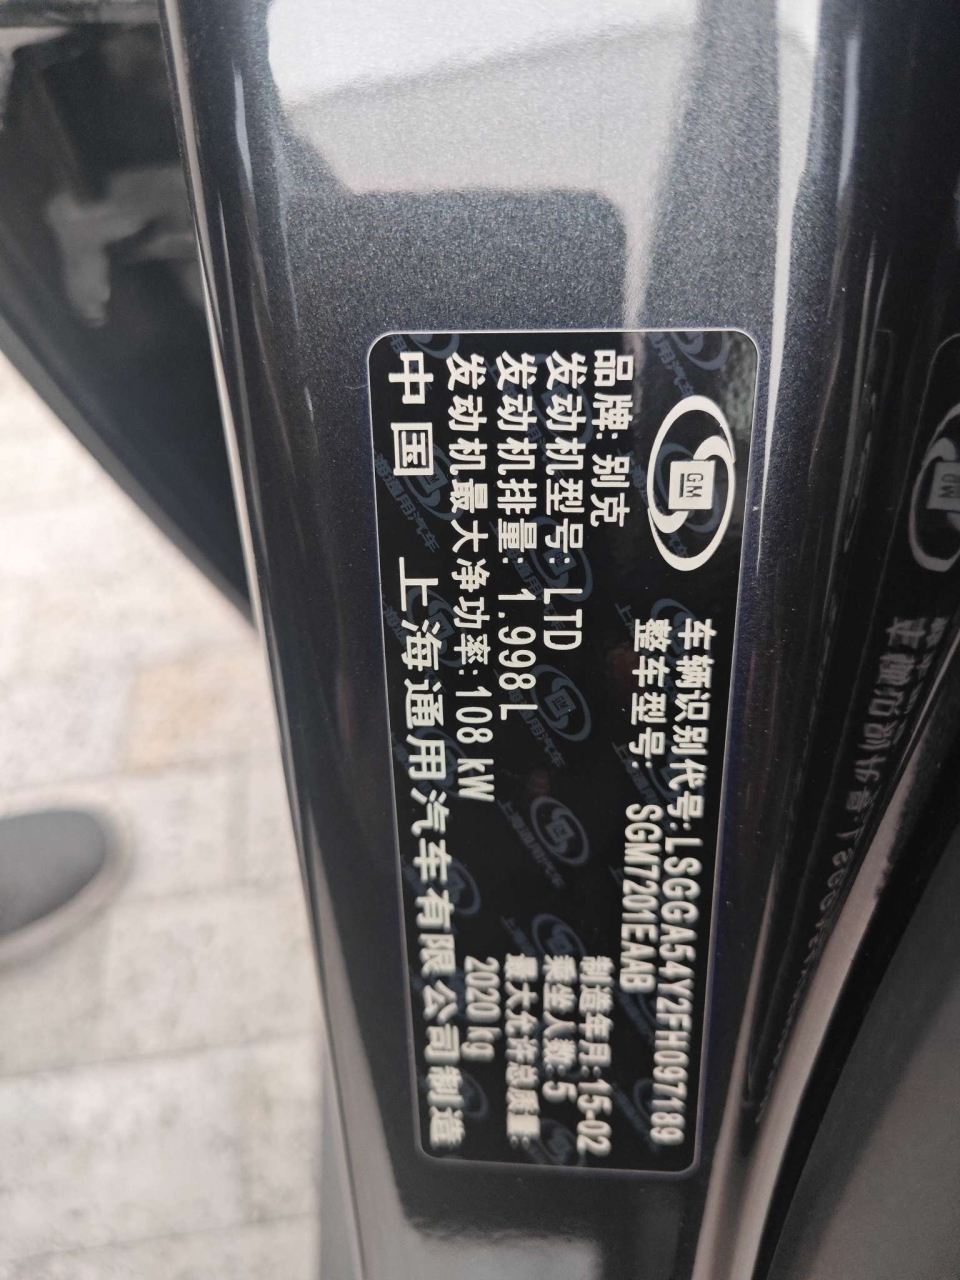 GM
车辆识别代号:LSGGA54Y2FH097189
整车型号: SGM7201EAAB
品牌: 别克
发动机型号: LTD
发动机排量: 1.998L
发动机最大净功率: 108 kW
制造年月: 15-02
乘坐人数: 5
最大允许总质量:
2020 kg
中国 上海通用汽车有限公司制造